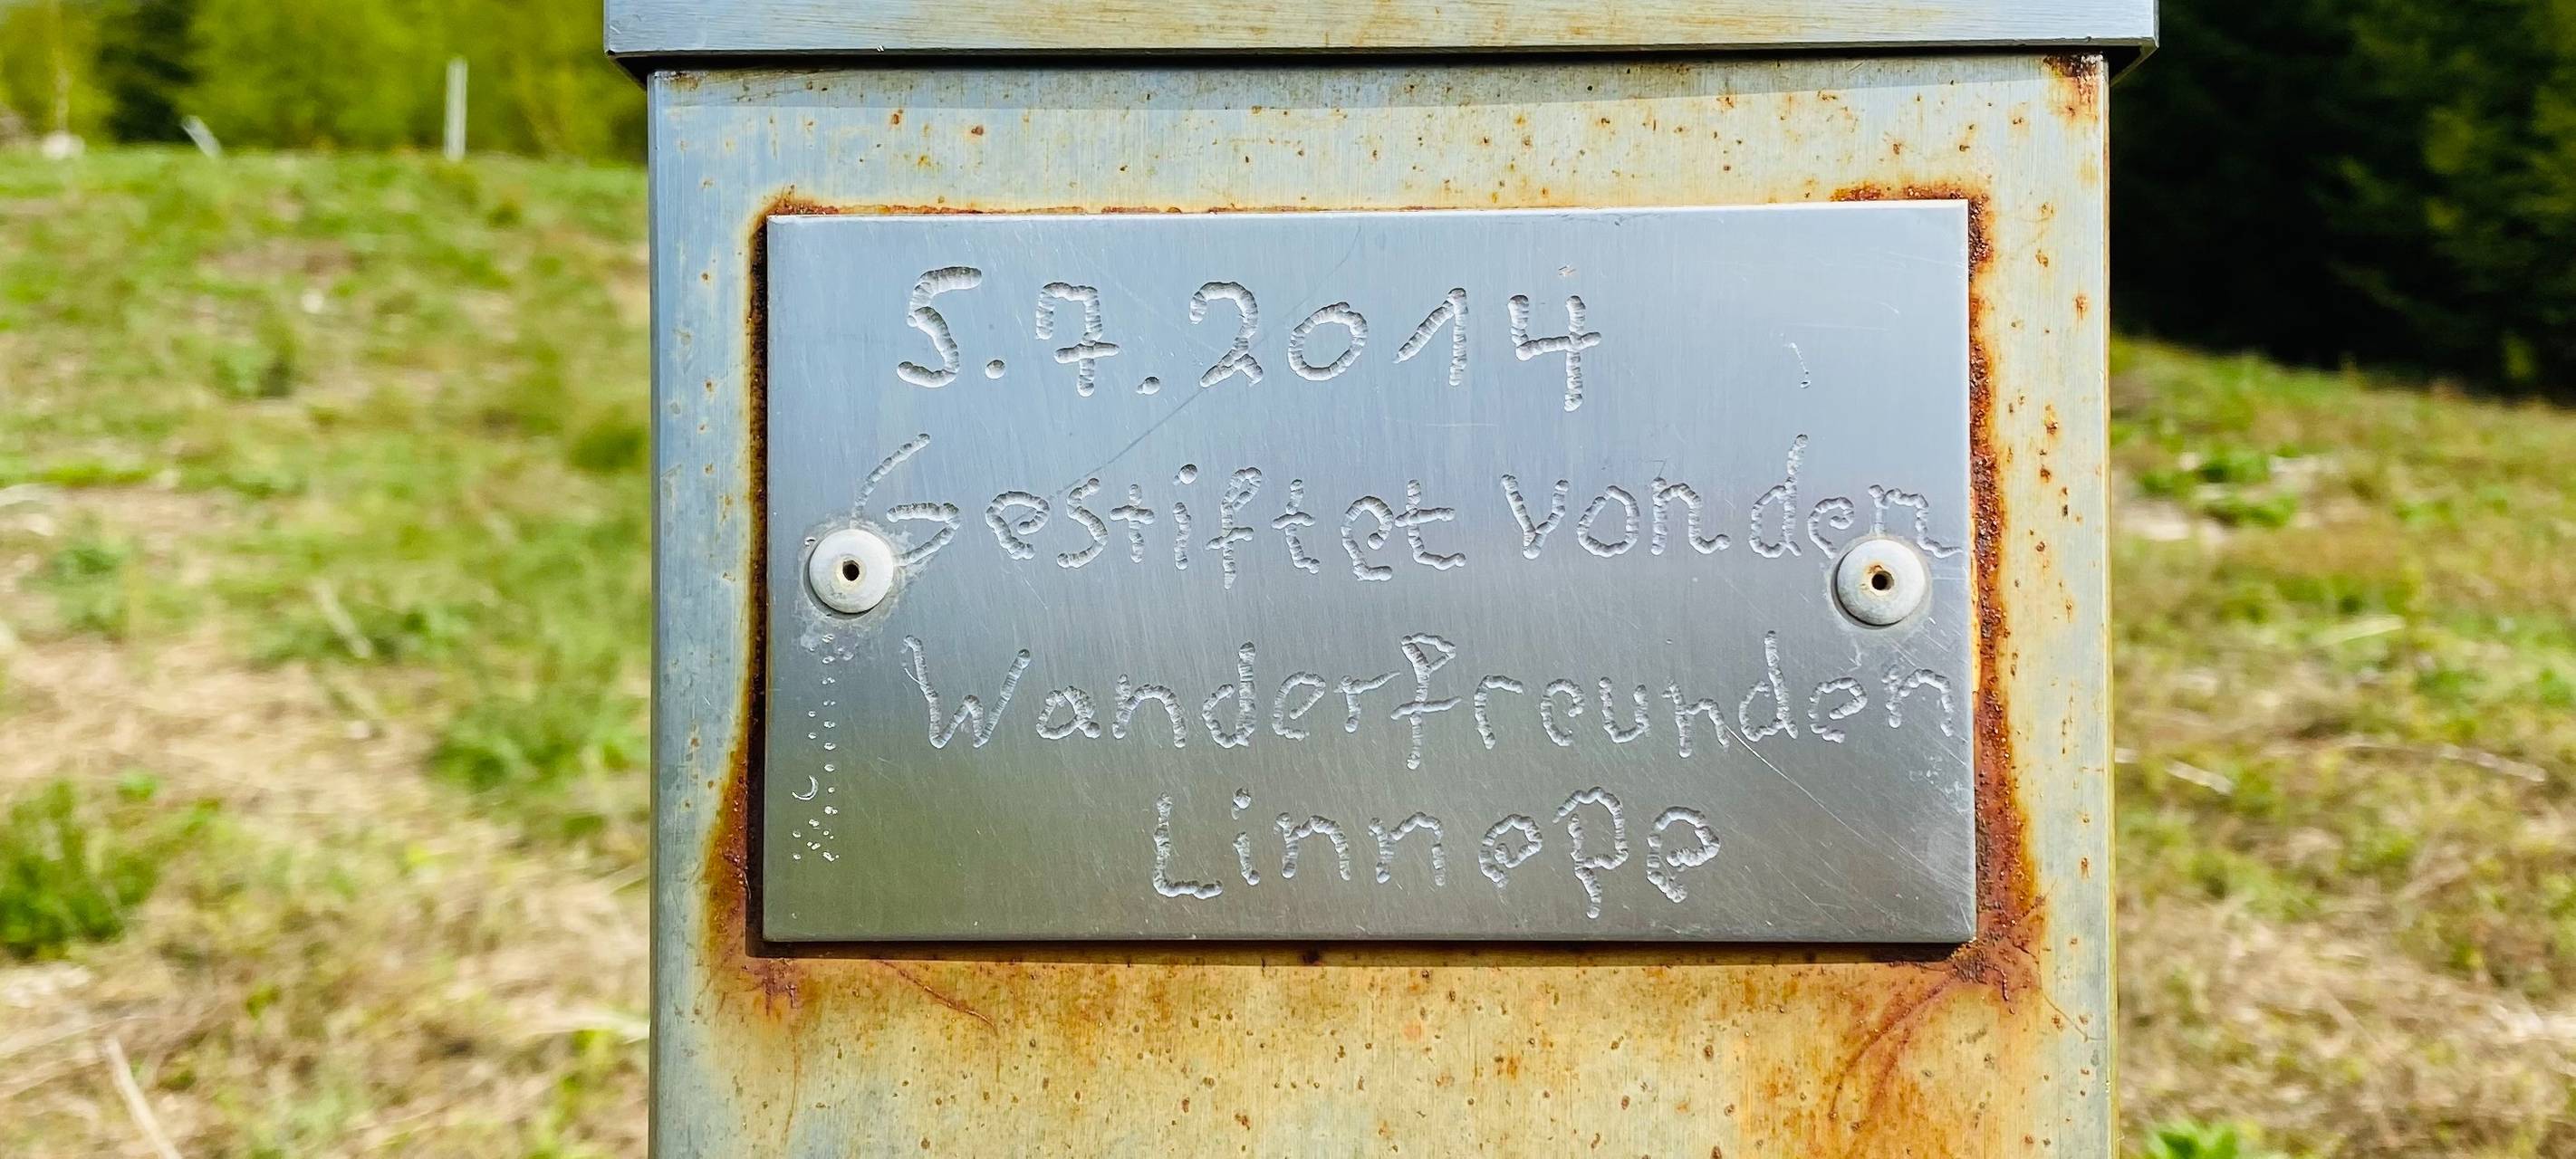 5.7.2014
Gestiftet von den
Wanderfreunden
Linnepe